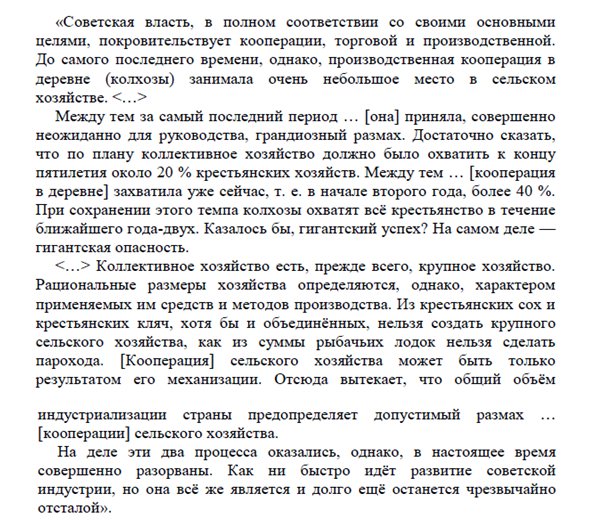 «Советская власть, в полном соответствии со своими основными
целями, покровительствует кооперации, торговой и производственной.
До самого последнего времени, однако, производственная кооперация в
деревне (колхозы) занимала очень небольшое место в сельском
хозяйстве. <…>
Между тем за самый последний период … [она] приняла, совершенно
неожиданно для руководства, грандиозный размах. Достаточно сказать,
что по плану коллективное хозяйство должно было охватить к концу
пятилетия около 20 % крестьянских хозяйств. Между тем … [кооперация
в деревне] захватила уже сейчас, т. е. в начале второго года, более 40 %.
При сохранении этого темпа колхозы охватят всё крестьянство в течение
ближайшего года-двух. Казалось бы, гигантский успех? На самом деле —
гигантская опасность.
<…> Коллективное хозяйство есть, прежде всего, крупное хозяйство.
Рациональные размеры хозяйства определяются, однако, характером
применяемых им средств и методов производства. Из крестьянских сох и
крестьянских кляч, хотя бы и объединённых, нельзя создать крупного
сельского хозяйства, как из суммы рыбачьих лодок нельзя сделать
парохода. [Кооперация] сельского хозяйства может быть только
результатом его механизации. Отсюда вытекает, что общий объём
индустриализации страны предопределяет допустимый размах …
[кооперации] сельского хозяйства.
На деле эти два процесса оказались, однако, в настоящее время
совершенно разорваны. Как ни быстро идёт развитие советской
индустрии, но она всё же является и долго ещё останется чрезвычайно
отсталой».